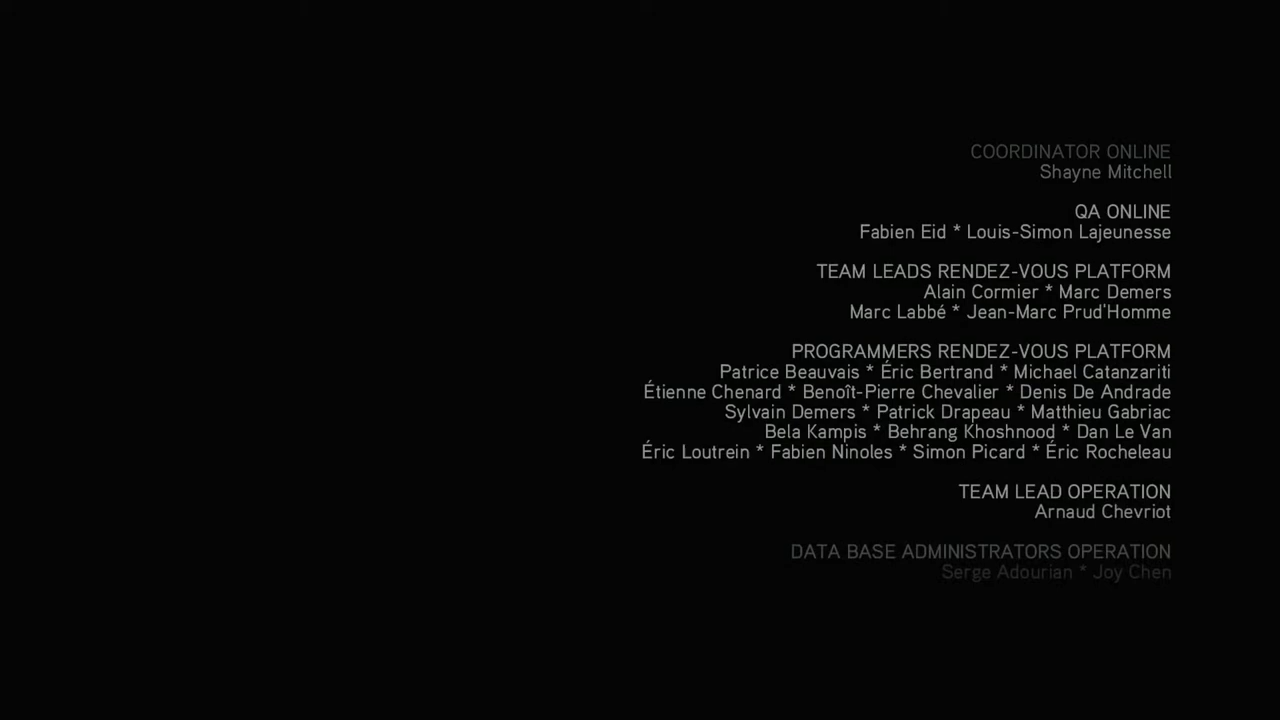 COORDINATOR ONLINE
Shayne Mitchell
QA ONLINE
Fabien Eid * Louis-Simon Lajeunesse
TEAM LEADS RENDEZ-VOUS PLATFORM
Alain Cormier * Marc Demers
Marc Labbé * Jean-Marc Prud'Homme
PROGRAMMERS RENDEZ-VOUS PLATFORM
Patrice Beauvais * Éric Bertrand * Michael Catanzariti
Étienne Chenard * Benoît-Pierre Chevalier * Denis De Andrade
Sylvain Demers * Patrick Drapeau * Matthieu Gabriac
Bela Kampis * Behrang Khoshnood * Dan Le Van
Éric Loutrein * Fabien Ninoles * Simon Picard * Éric Rocheleau
TEAM LEAD OPERATION
Arnaud Chevriot
DATA BASE ADMINISTRATORS OPERATION
Serge Adourian * Joy Chen